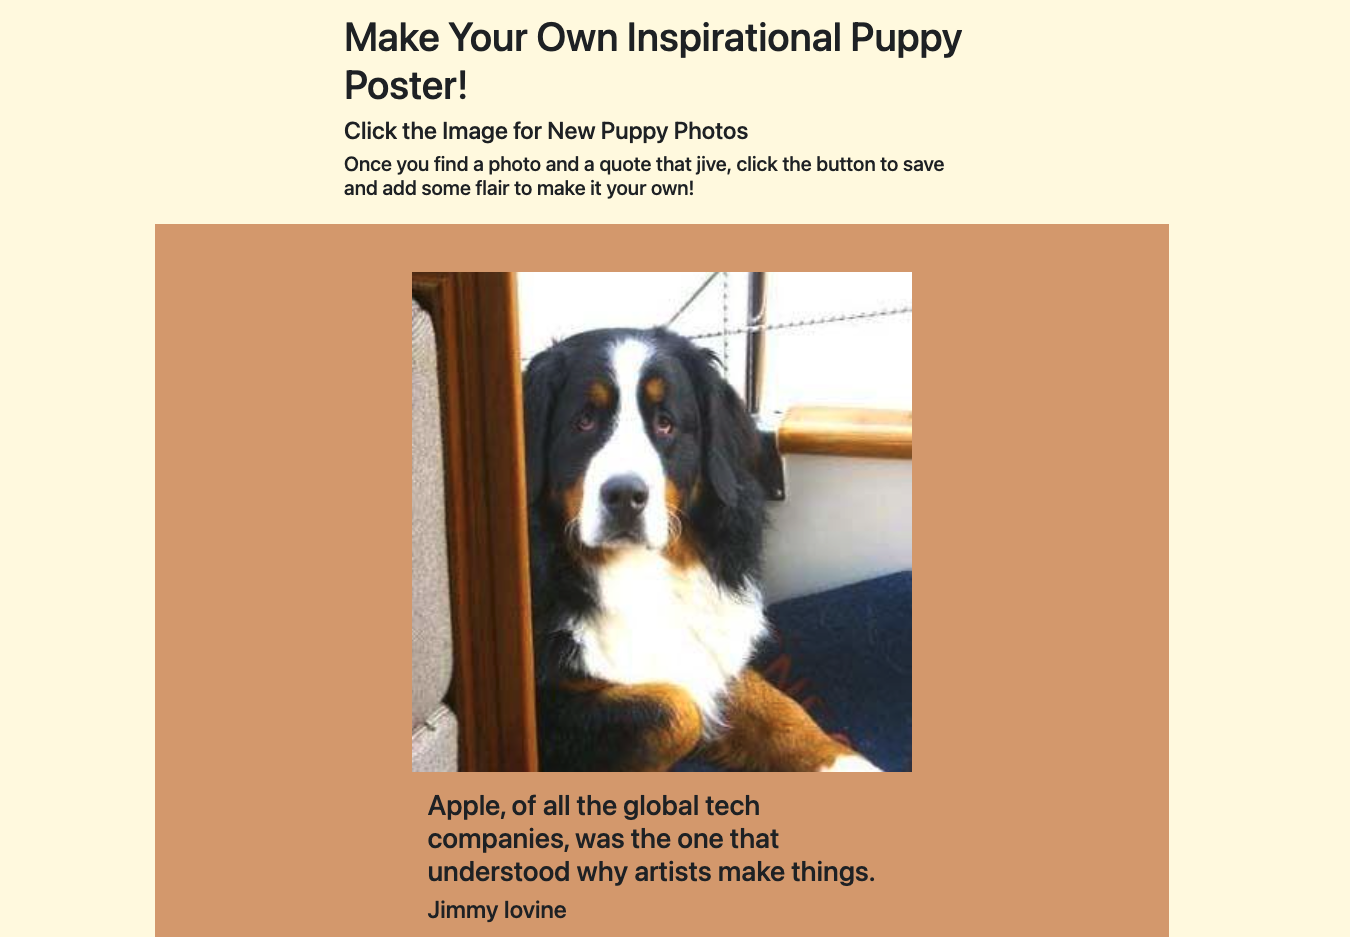 Make Your Own Inspirational Puppy
Poster!
Click the Image for New Puppy Photos
Once you find a photo and a quote that jive, click the button to save
and add some flair to make it your own!
Apple, of all the global tech
companies, was the one that
understood why artists make things.
Jimmy Iovine